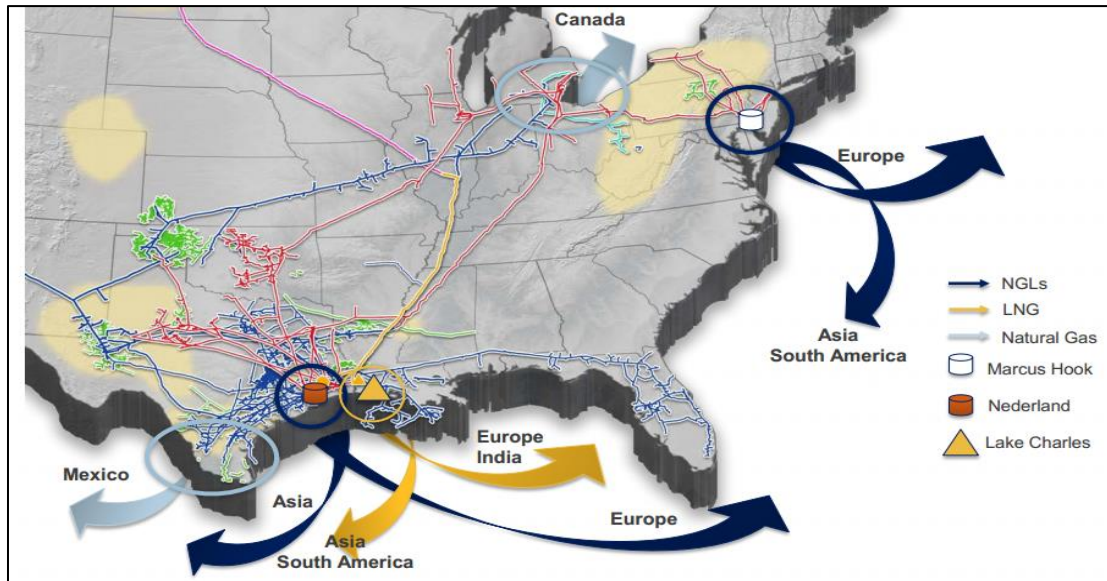 Canada
Europe
NGLs
LNG
Asia
South America
Natural Gas
Marcus Hook
Nederland
Lake Charles
Mexico
Asia
Europe
India
Europe
Asia
South America